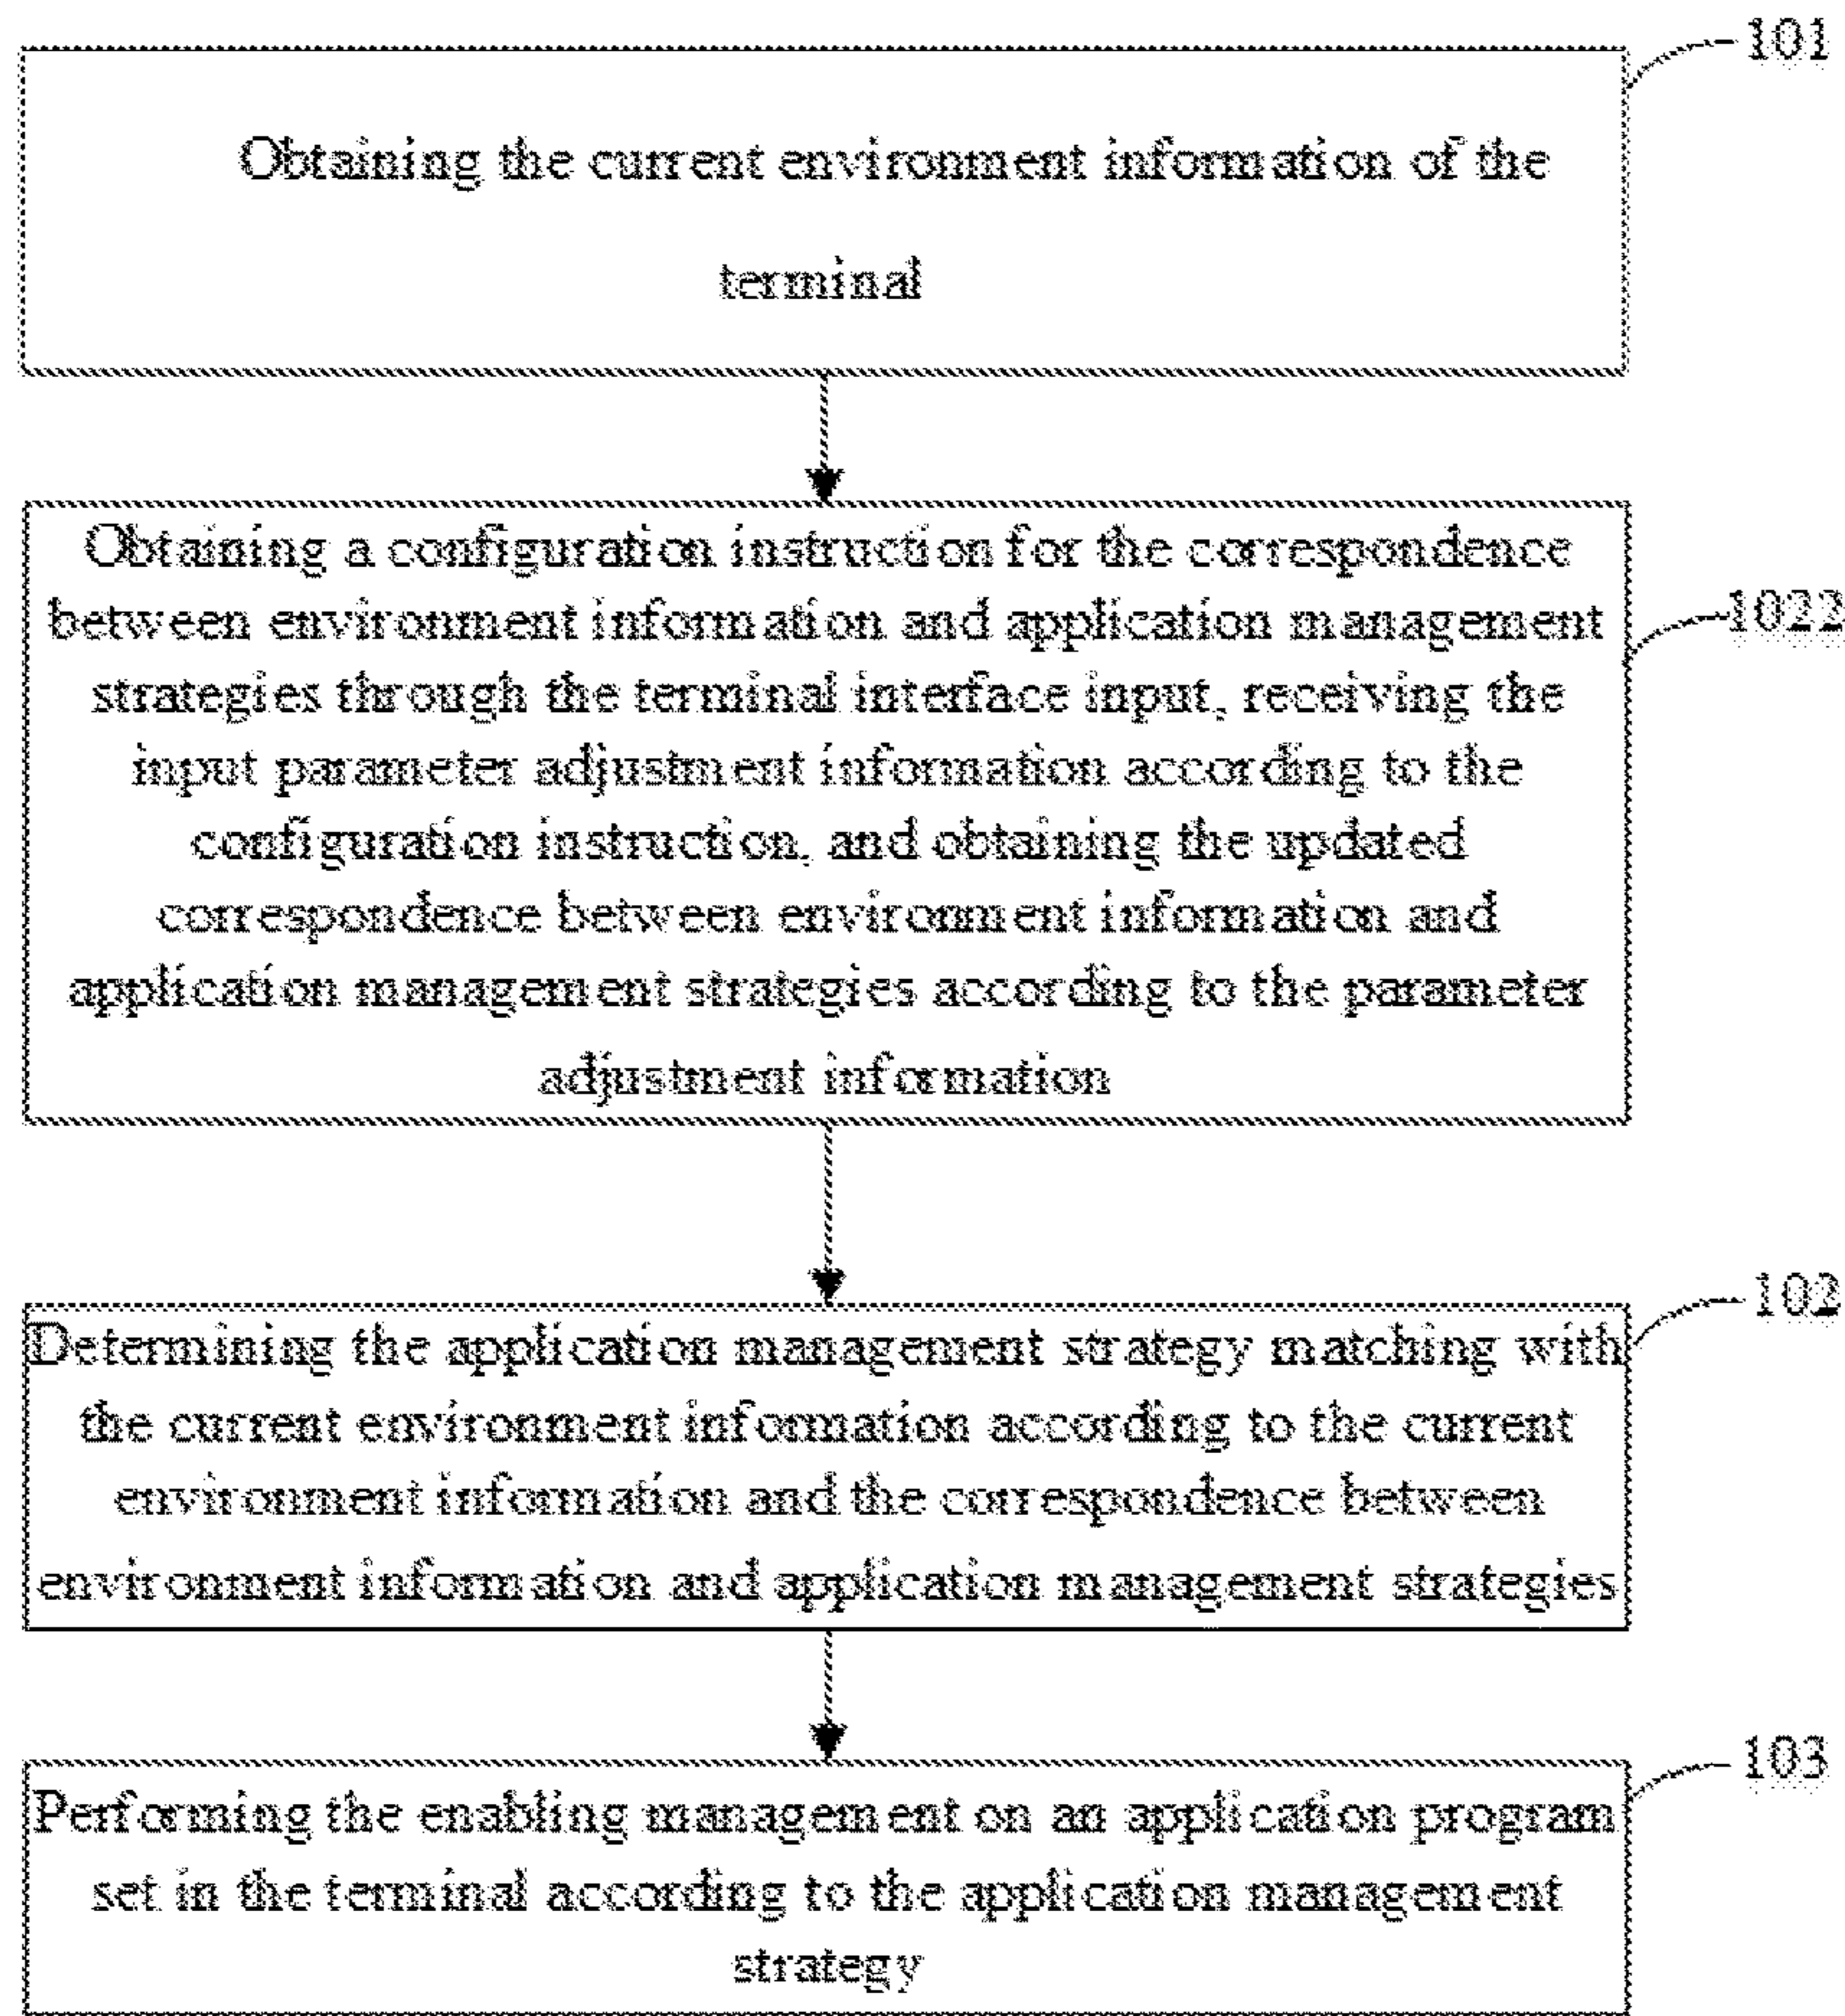 101
Obtaining the current environment information of the
terminal
Obtaining a configuration instruction for the correspondence
between environment information and application management
strategies through the terminal interface input, receiving the
input parameter adjustment information according to the
configuration instruction, and obtaining the updated
correspondence between environment information and
application management strategies according to the parameter
adjustment information
1022
Determining the application management strategy matching with
the current environment information according to the current
environment information and the correspondence between
environment information and application management strategies
102
Performing the enabling management on an application program
set in the terminal according to the application management
strategy
103